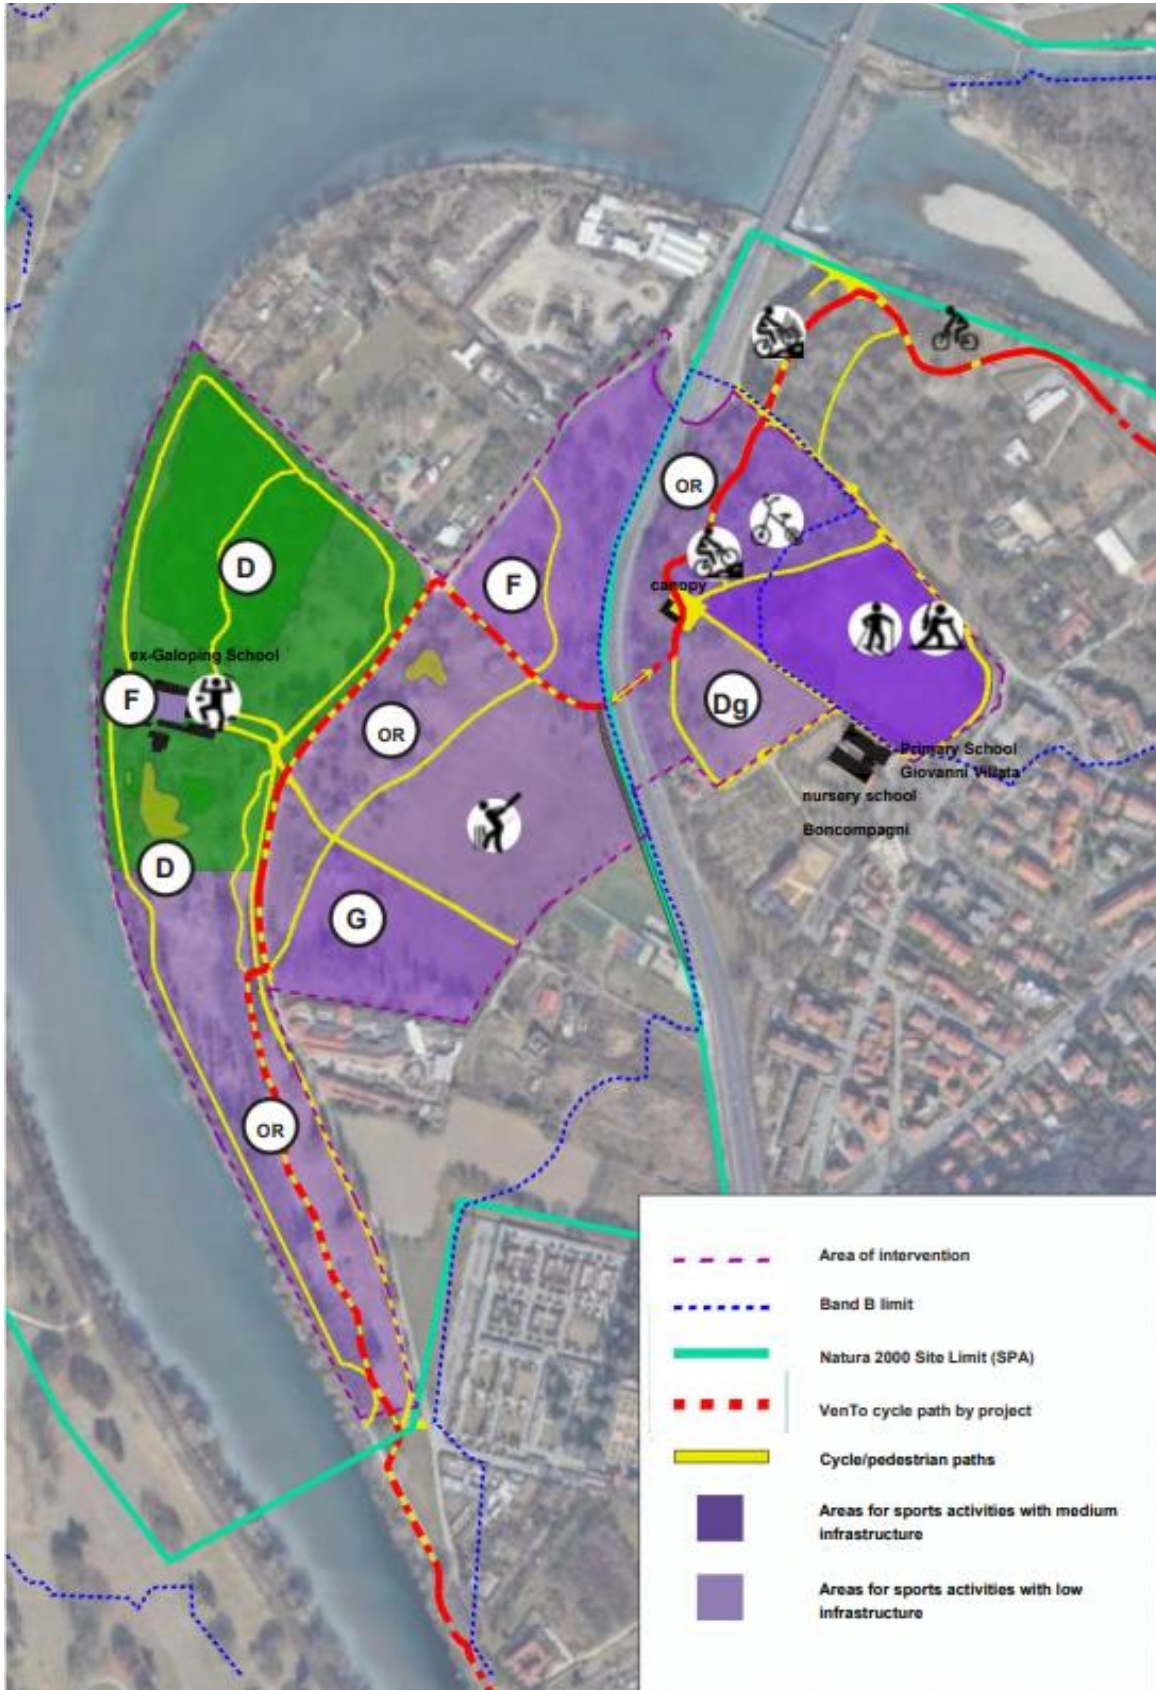 OR
canopy
D
F
ex-Galoping School
F
Dg
OR
Primary School
Giovanni Villata
nursery school
Boncompagni
D
G
OR
Area of intervention
Band B limit
Natura 2000 Site Limit (SPA)
VenTo cycle path by project
Cycle/pedestrian paths
Areas for sports activities with medium
infrastructure
Areas for sports activities with low
infrastructure